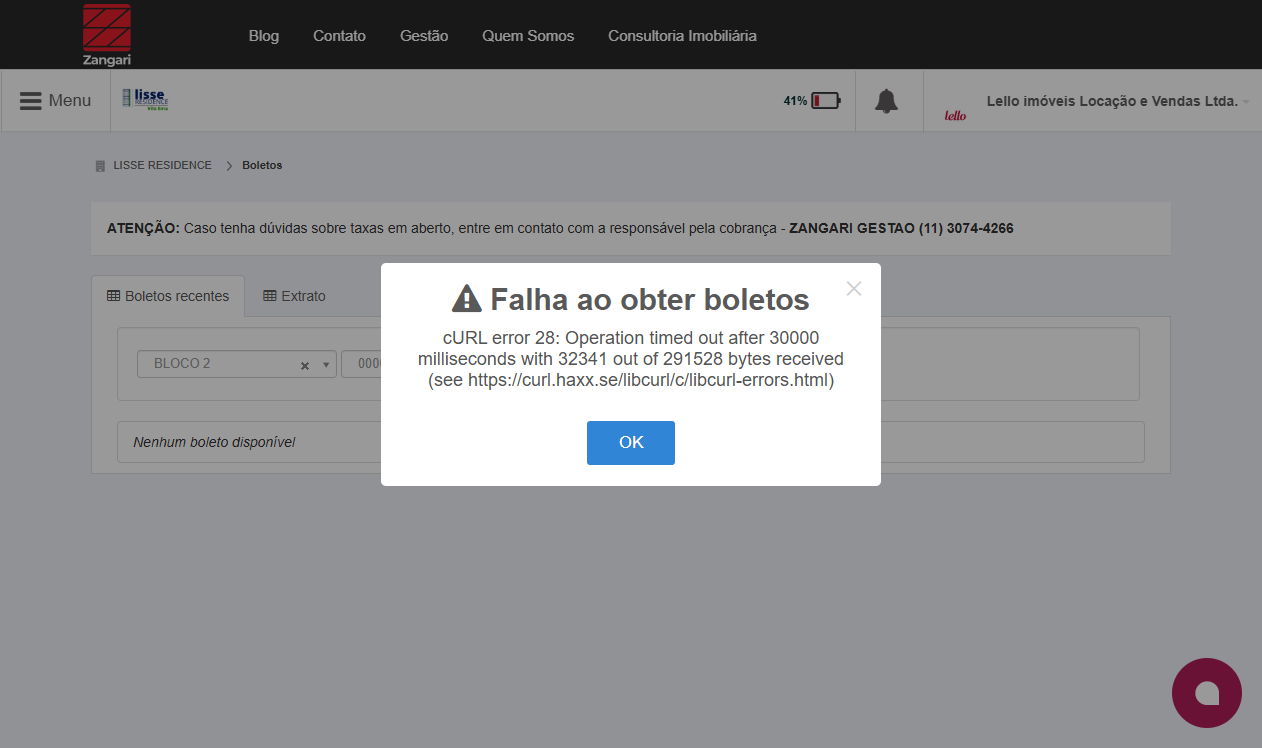 Zangari
Blog Contato Gestão Quem Somos Consultoria Imobiliária
Menu lisse RESIDENCE Vila Ema 41% lello Lello imóveis Locação e Vendas Ltda.
LISSE RESIDENCE > Boletos
ATENÇÃO: Caso tenha dúvidas sobre taxas em aberto, entre em contato com a responsável pela cobrança - ZANGARI GESTAO (11) 3074-4266
Boletos recentes Extrato
BLOCO 2 × 000
Nenhum boleto disponível
×
Falha ao obter boletos
cURL error 28: Operation timed out after 30000
milliseconds with 32341 out of 291528 bytes received
(see https://curl.haxx.se/libcurl/c/libcurl-errors.html)
OK